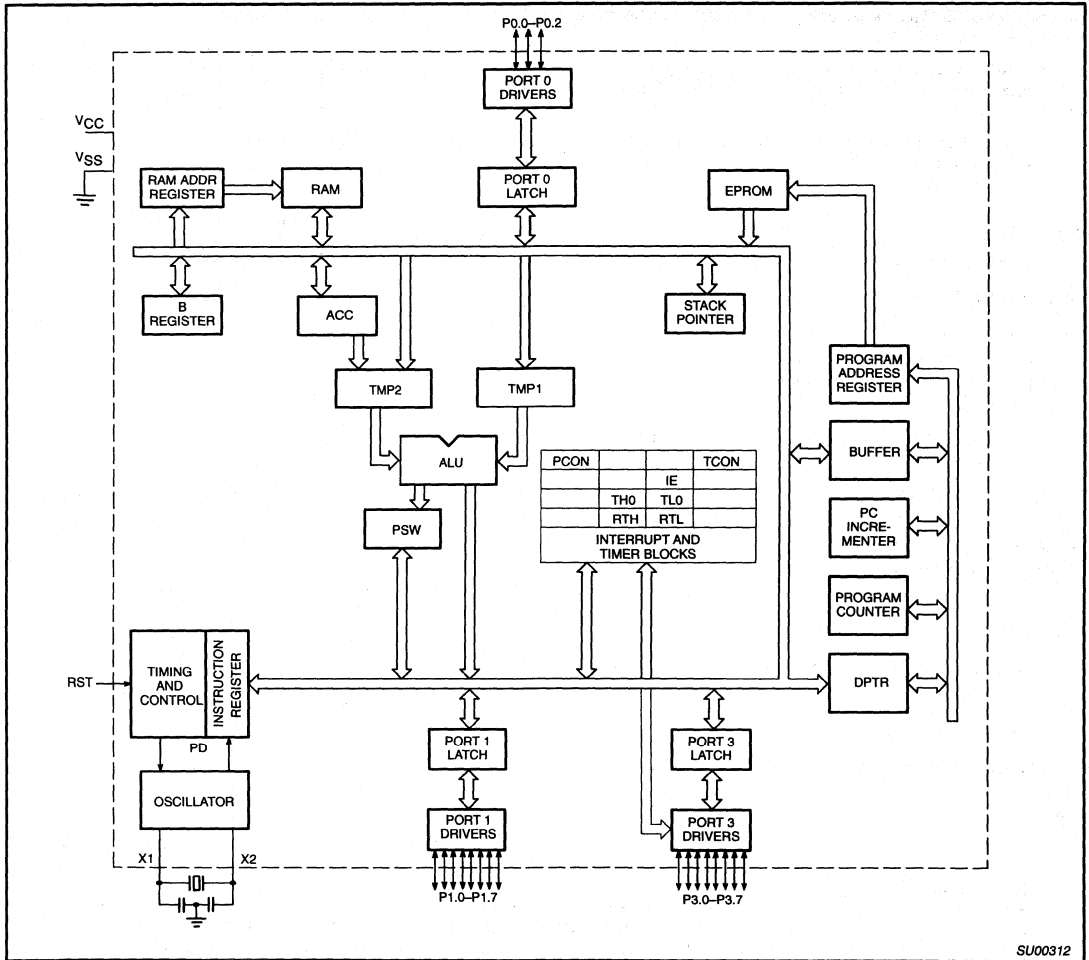 P0.0–P0.2
PORT 0
DRIVERS
VCC
VSS
RAM ADDR
REGISTER
RAM
PORT 0
LATCH
EPROM
B
REGISTER
ACC
STACK
POINTER
PROGRAM
ADDRESS
REGISTER
TMP2
TMP1
BUFFER
ALU
PCON
TCON
IE
TH0 TL0
RTH RTL
INTERRUPT AND
TIMER BLOCKS
PSW
PC
INCRE-
MENTER
PROGRAM
COUNTER
RST
TIMING
AND
CONTROL
INSTRUCTION
REGISTER
DPTR
PD
PORT 1
LATCH
PORT 3
LATCH
OSCILLATOR
PORT 1
DRIVERS
PORT 3
DRIVERS
X1
X2
P1.0–P1.7
P3.0–P3.7
SU00312